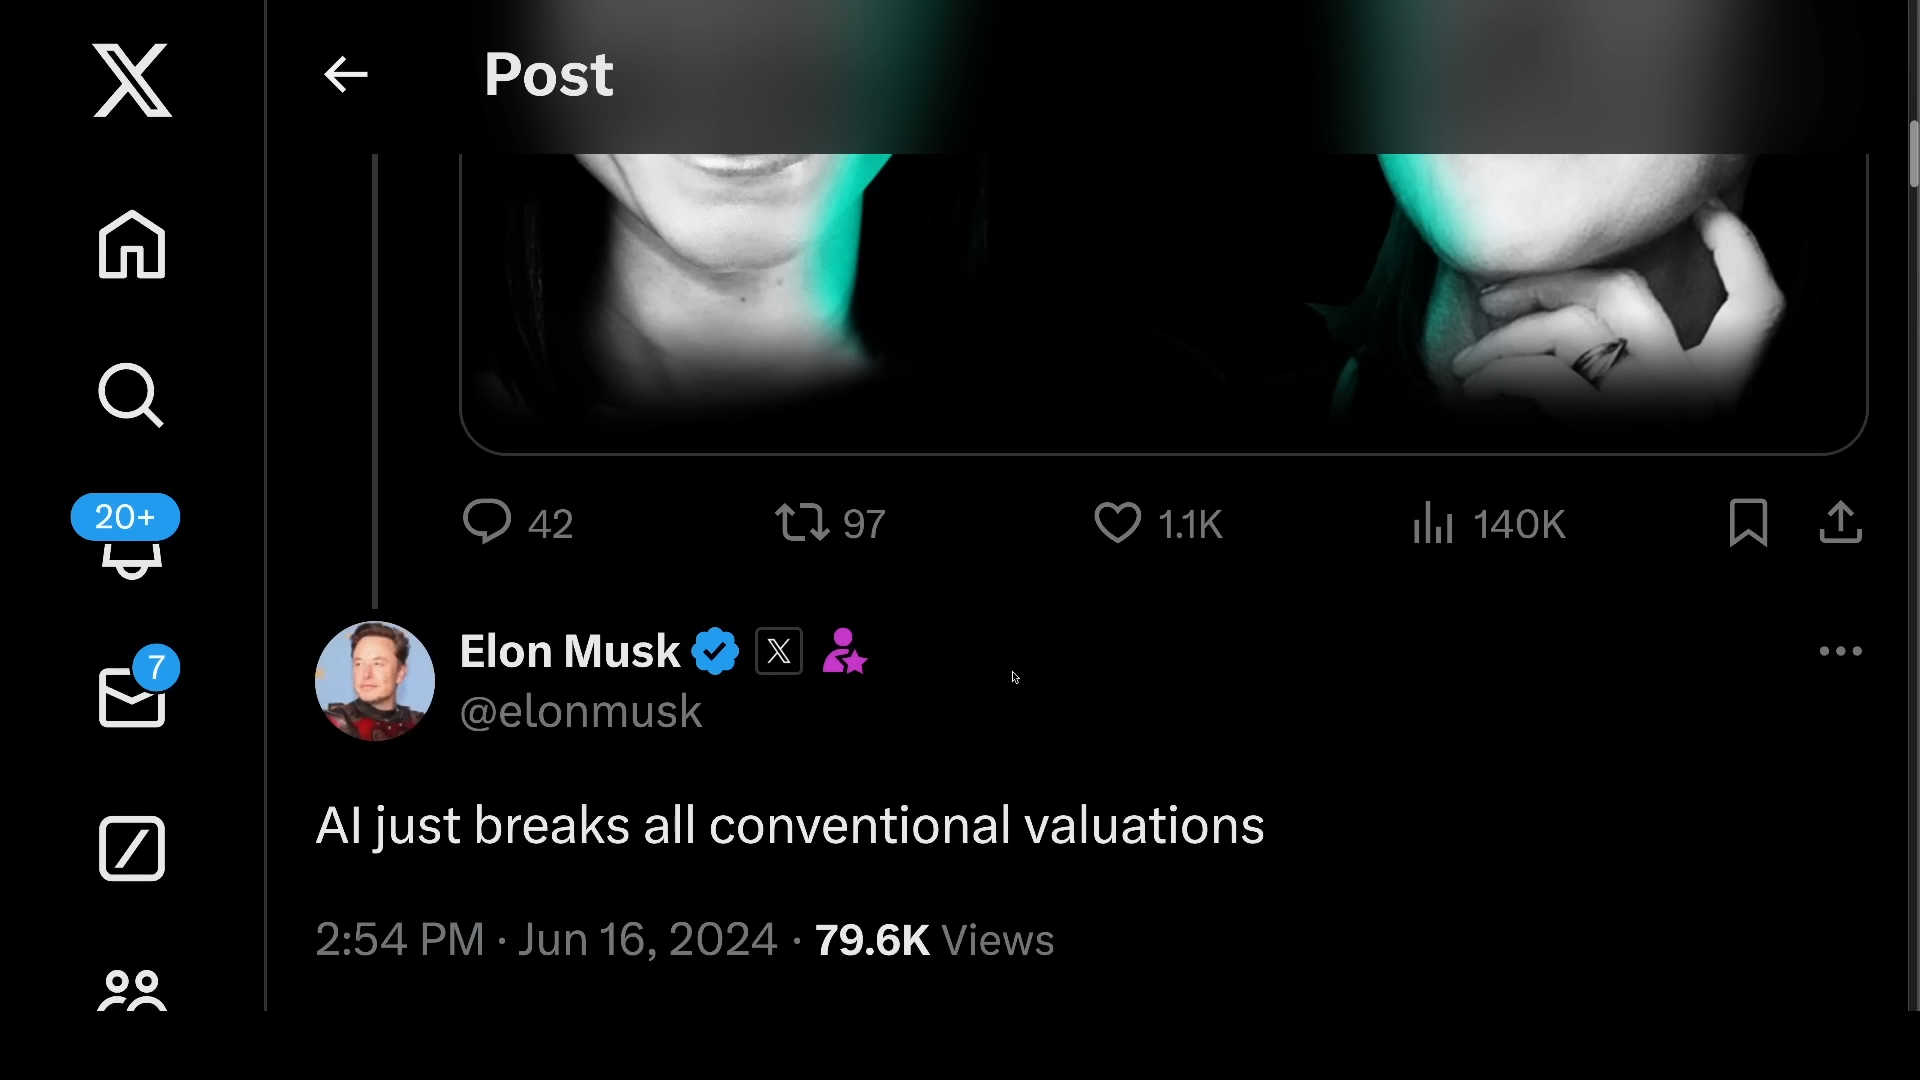 Post
20+
7
42 97 1.1K 140K
Elon Musk
@elonmusk
AI just breaks all conventional valuations
2:54 PM · Jun 16, 2024 · 79.6K Views